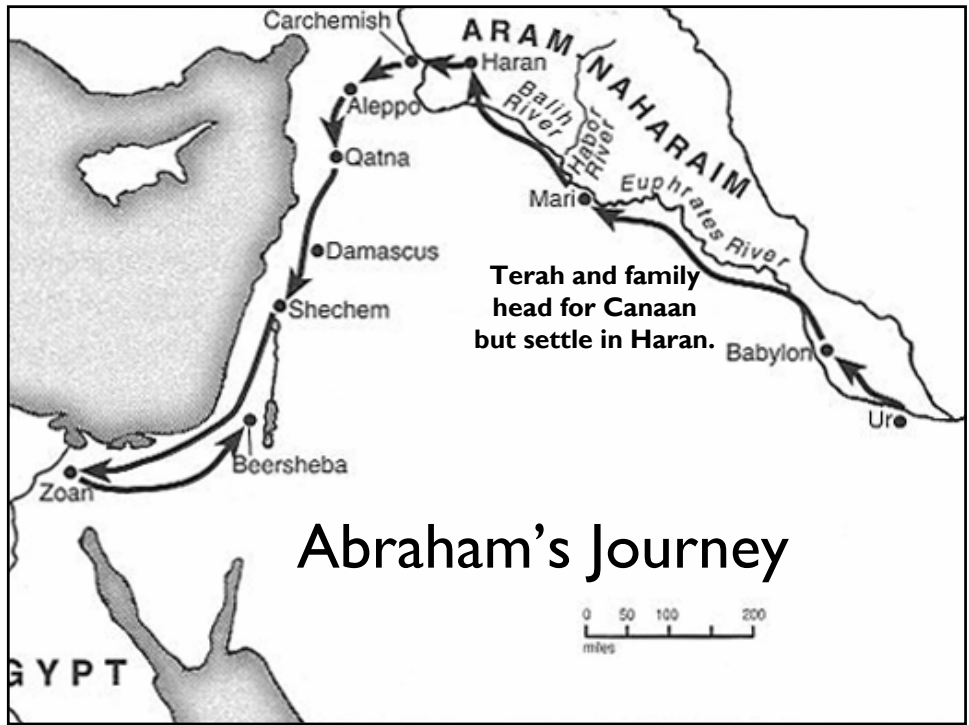 Carchemish
ARAM-NAHARAIM
Haran
Aleppo
Balih
River
Habor
River
Qatna
Mari
Euphrates River
Damascus
Terah and family
head for Canaan
but settle in Haran.
Shechem
Babylon
Ur
Beersheba
Zoan
Abraham’s Journey
0 50 100 200
miles
GYPT